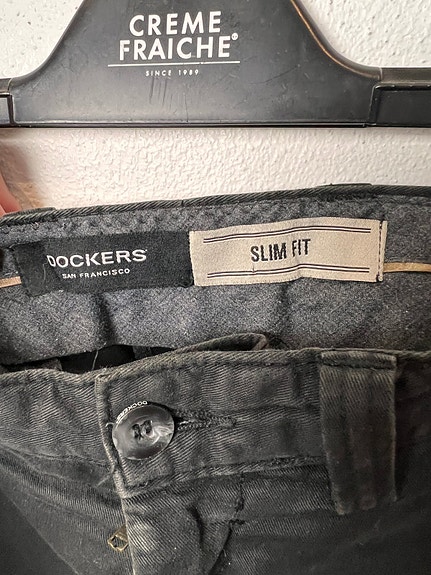 CREME
FRAICHE
SINCE 1989
DOCKERS
SAN FRANCISCO
SLIM FIT